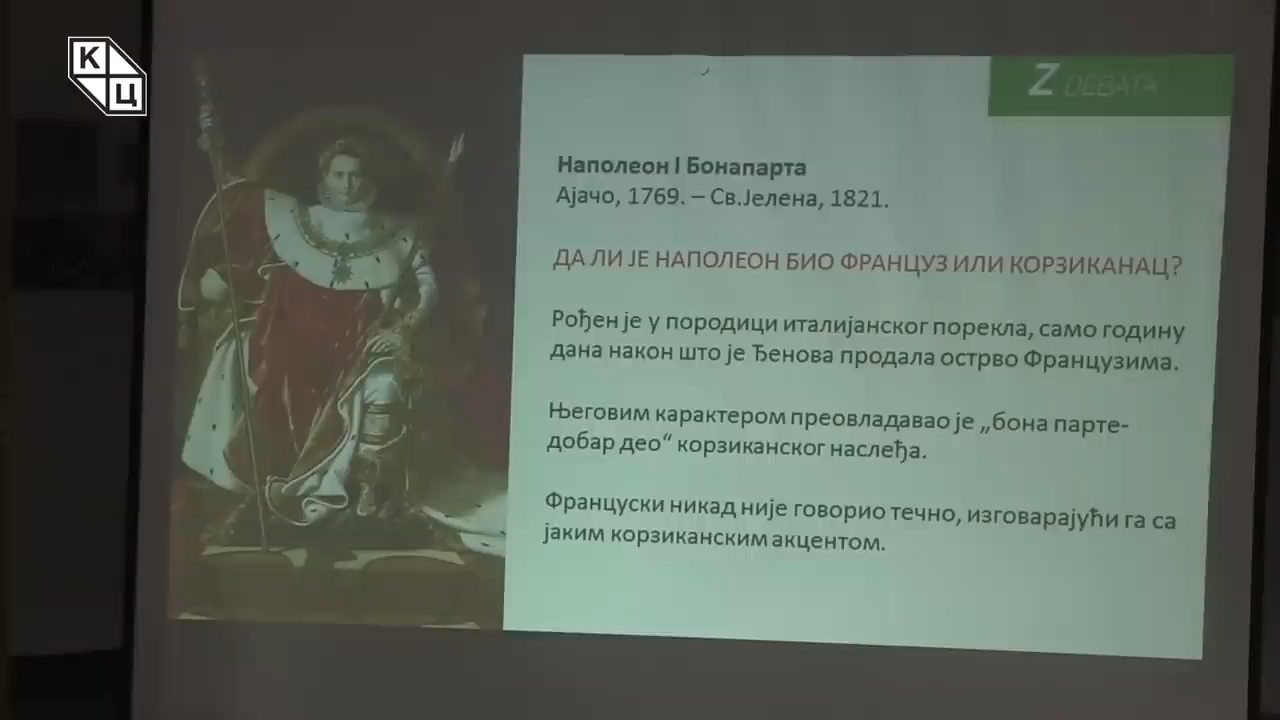 К
Ц
Z DEBATA
Наполеон I Бонапарта
Ајачо, 1769. – Св.Јелена, 1821.
ДА ЛИ ЈЕ НАПОЛЕОН БИО ФРАНЦУЗ ИЛИ КОРЗИКАНАЦ?
Рођен је у породици италијанског порекла, само годину
дана након што је Ђенова продала острво Французима.
Његовим карактером преовладавао је „бона парте-
добар део“ корзиканског наслеђа.
Француски никад није говорио течно, изговарајући га са
јаким корзиканским акцентом.